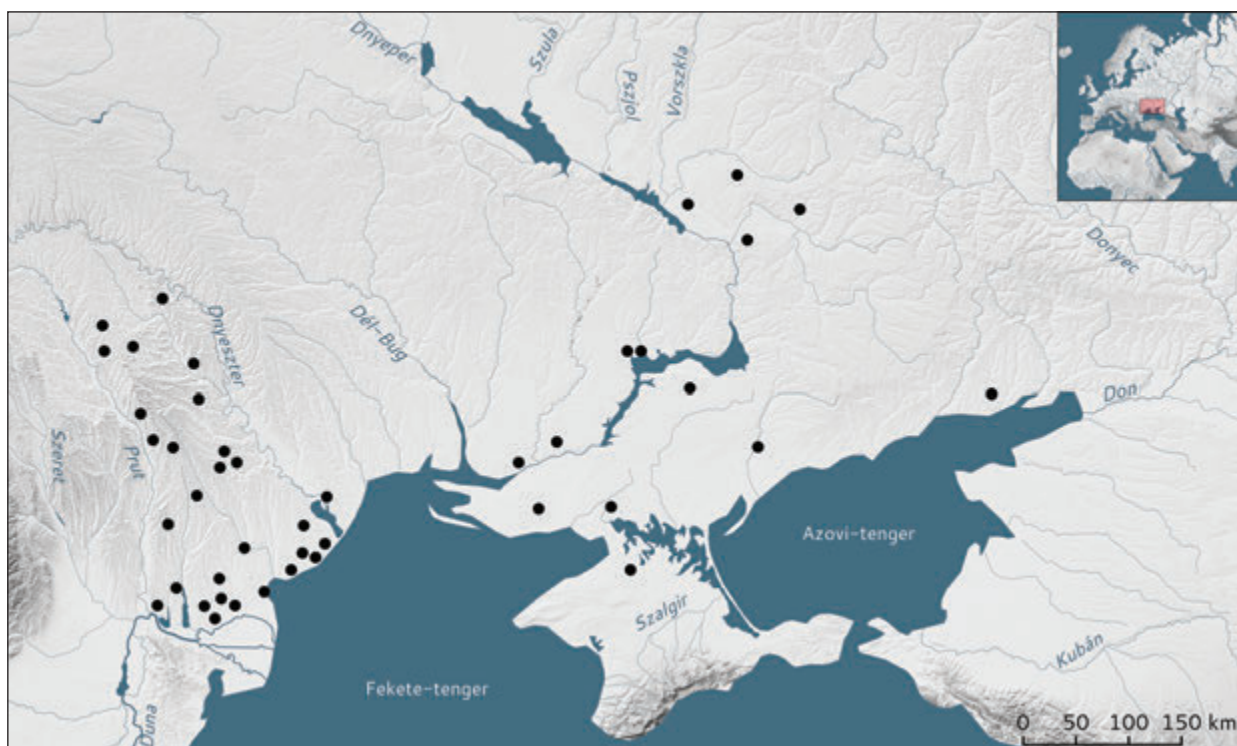 Dnyeper
Szula
Pszjol
Vorszkla
Donyec
Dnyeszter
Dél-Bug
Don
Szeret
Prut
Azovi-tenger
Szalgir
Kubán
Fekete-tenger
Duna
0 50 100 150 km